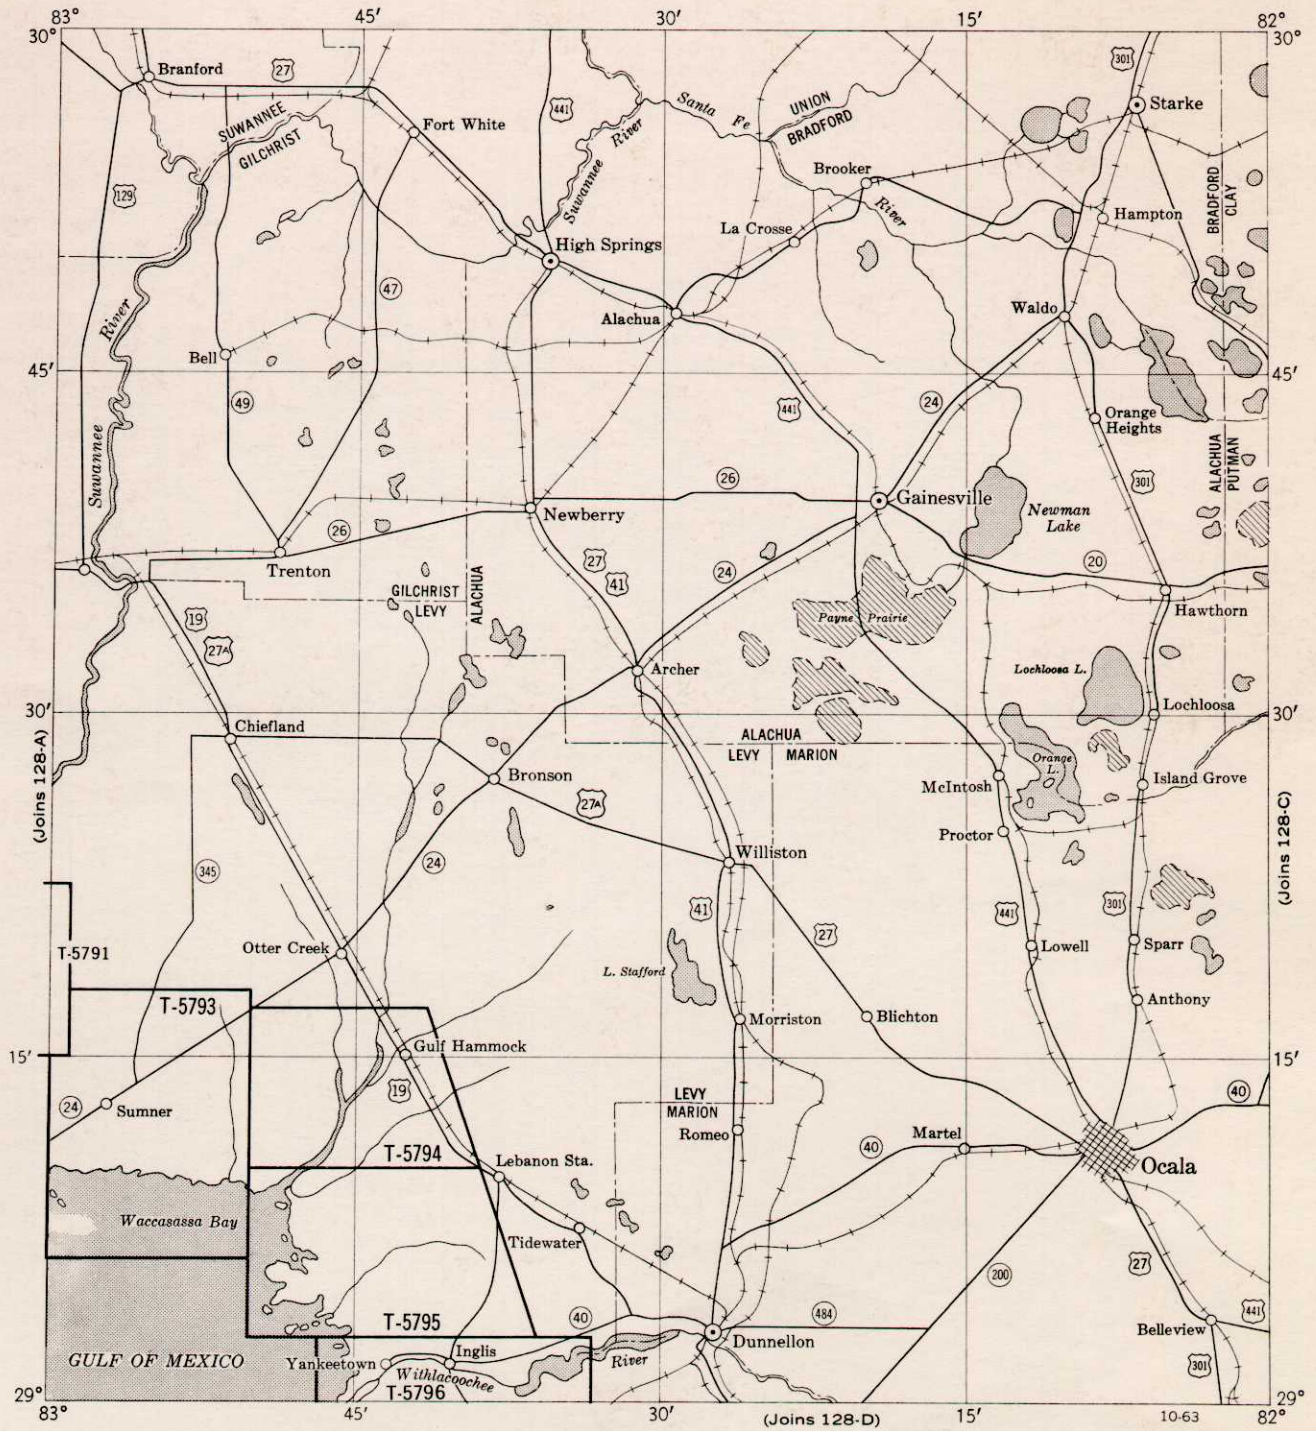 83°
45′
30′
15′
82°
30°
30°
Branford
27
441
Santa Fe
UNION
BRADFORD
301
Starke
SUWANNEE
GILCHRIST
Fort White
River
Suwannee
Brooker
129
River
Hampton
BRADFORD
CLAY
La Crosse
High Springs
47
River
Alachua
Waldo
Bell
45′
45′
49
441
24
Orange
Heights
ALACHUA
PUTMAN
Suwannee
26
301
Gainesville
Newberry
Newman
Lake
26
Trenton
27
41
24
20
GILCHRIST
LEVY
ALACHUA
Hawthorn
19
27A
Payne Prairie
Archer
Lochloosa L.
30′
30′
Chiefland
Lochloosa
ALACHUA
LEVY
MARION
(Joins 128-A)
Bronson
Orange
L.
McIntosh
Island Grove
27A
Proctor
(Joins 128-C)
Williston
24
345
41
27
441
301
Otter Creek
Lowell
Sparr
T-5791
L. Stafford
T-5793
Anthony
Morriston
Blichton
Gulf Hammock
15′
15′
19
LEVY
MARION
40
24
Sumner
Romeo
Martel
40
T-5794
Lebanon Sta.
Ocala
Waccasassa Bay
Tidewater
27
200
T-5795
40
484
441
Dunnellon
Belleview
GULF OF MEXICO
Inglis
Yankeetown
River
301
Withlacoochee
T-5796
29°
29°
83°
45′
30′
(Joins 128-D)
15′
10-63
82°